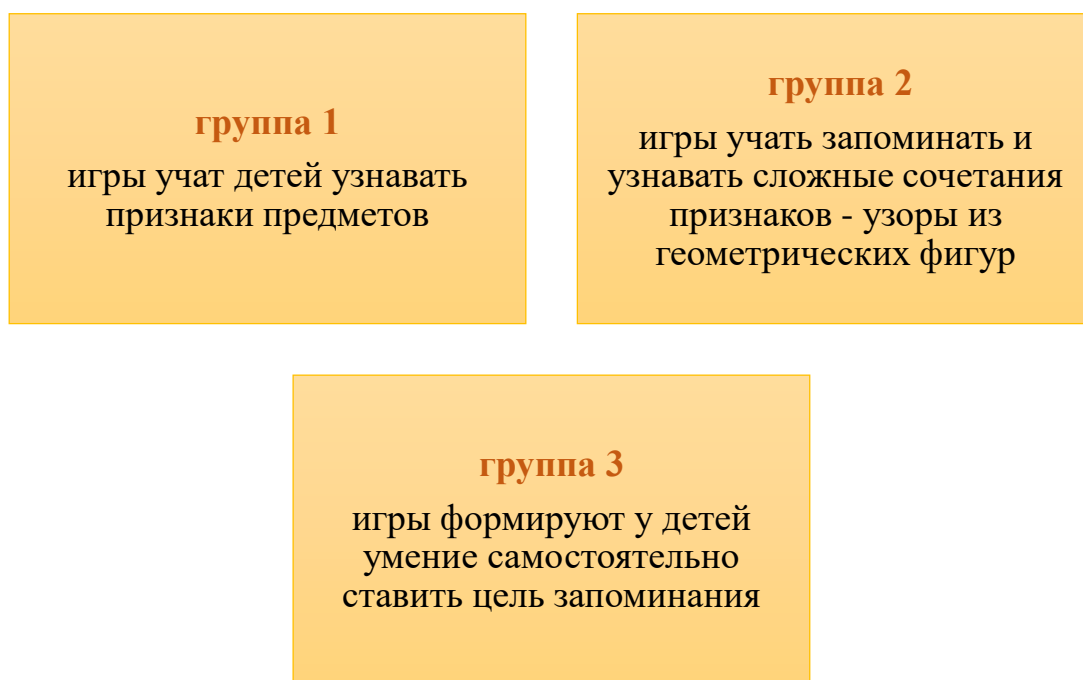 группа 1
игры учат детей узнавать
признаки предметов
группа 2
игры учать запоминать и
узнавать сложные сочетания
признаков - узоры из
геометрических фигур
группа 3
игры формируют у детей
умение самостоятельно
ставить цель запоминания